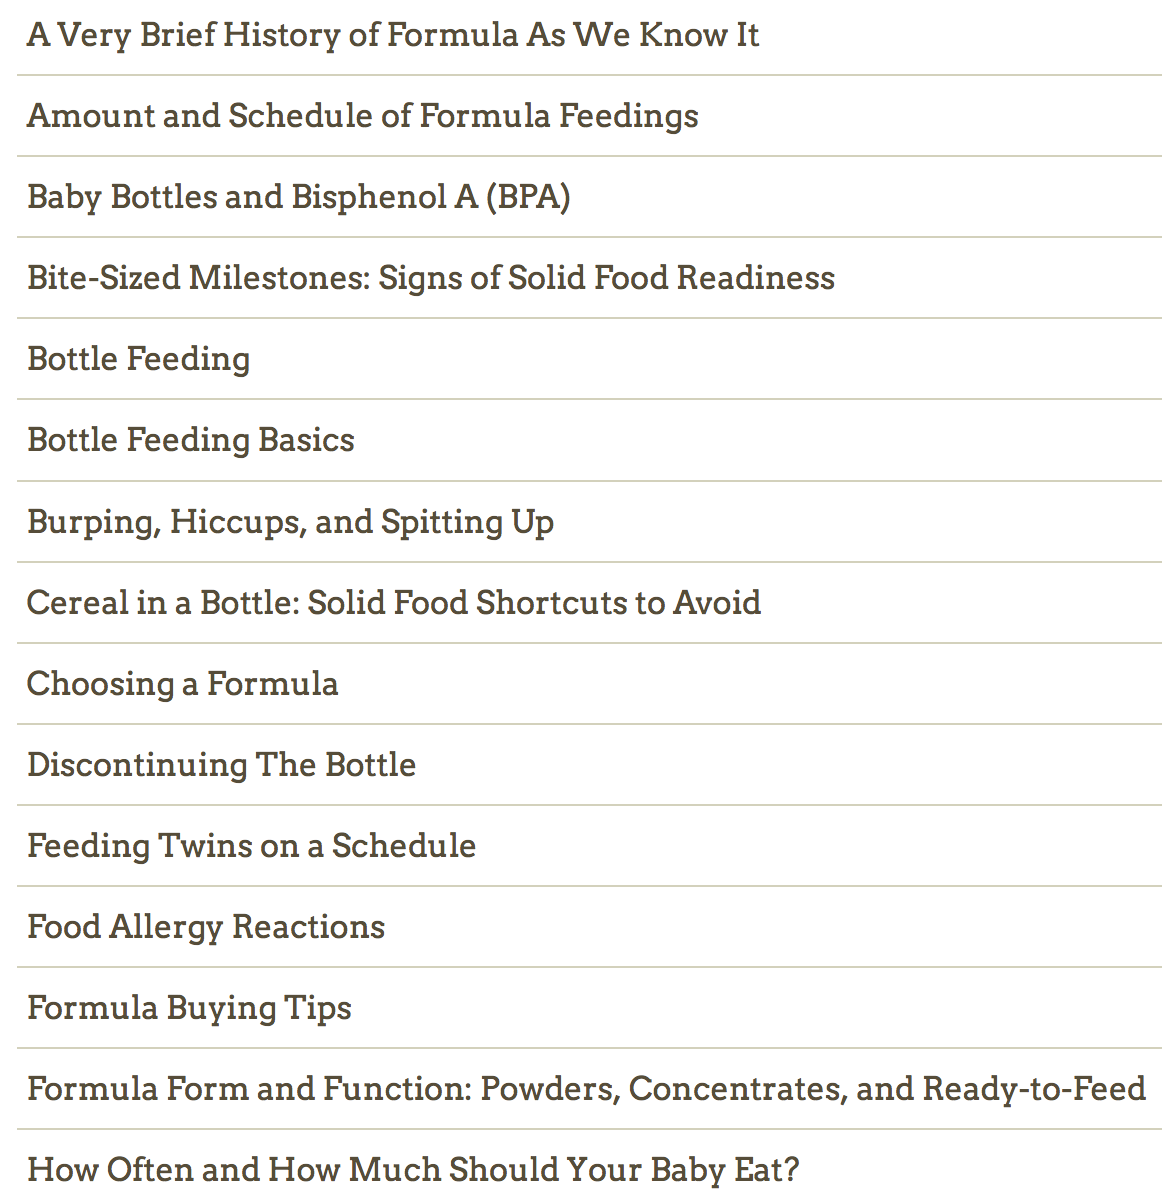 A Very Brief History of Formula As We Know It
Amount and Schedule of Formula Feedings
Baby Bottles and Bisphenol A (BPA)
Bite-Sized Milestones: Signs of Solid Food Readiness
Bottle Feeding
Bottle Feeding Basics
Burping, Hiccups, and Spitting Up
Cereal in a Bottle: Solid Food Shortcuts to Avoid
Choosing a Formula
Discontinuing The Bottle
Feeding Twins on a Schedule
Food Allergy Reactions
Formula Buying Tips
Formula Form and Function: Powders, Concentrates, and Ready-to-Feed
How Often and How Much Should Your Baby Eat?